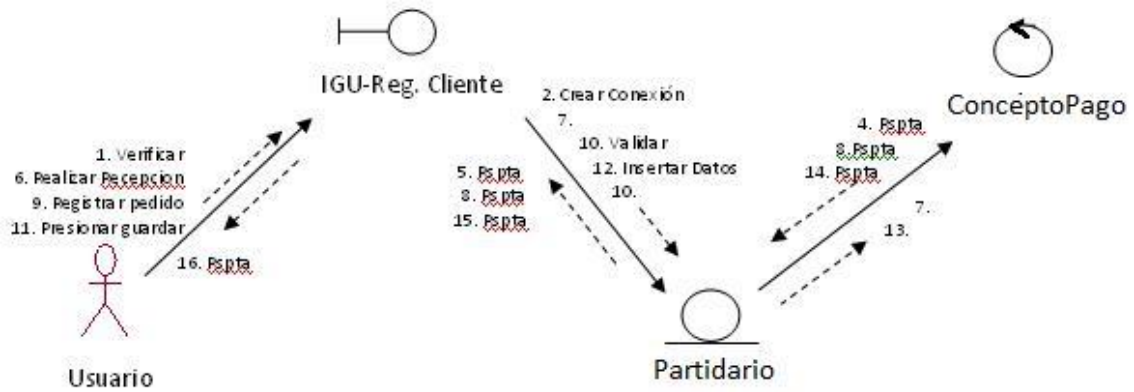 IGU-Reg. Cliente
ConceptoPago
1. Verificar
6. Realizar Recepcion
9. Registrar pedido
11. Presionar guardar
16. Rspta
2. Crear Conexión
7.
10. Validar
12. Insertar Datos
10.
5. Rspta
8. Rspta
15. Rspta
4. Rspta
8.Rspta
14. Rspta
7.
13.
Usuario
Partidario